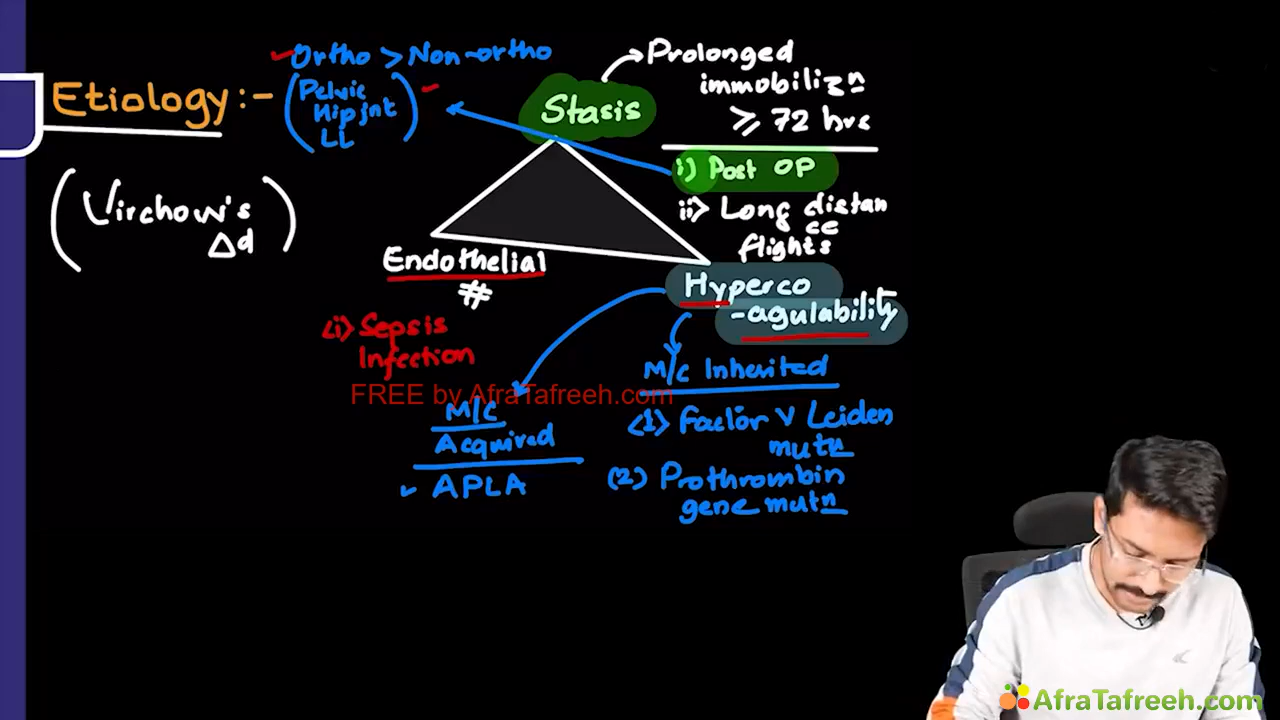 Etiology:-
(Virchow's
Δd)
✓Ortho > Non-ortho
(Pelvic
Hip jnt
LL)
Stasis
Prolonged
immobilizn
≥ 72 hrs
i) Post OP
ii) Long distan
ce
flights
Endothelial
#
(i) Sepsis
Infection
Hyperco
-agulability
M/c Inherited
(1) Factor V Leiden
mutn
(2) Prothrombin
gene mutn
M/C
Acquired
✓ APLA
FREE by AfraTafreeh.com
AfraTafreeh.com